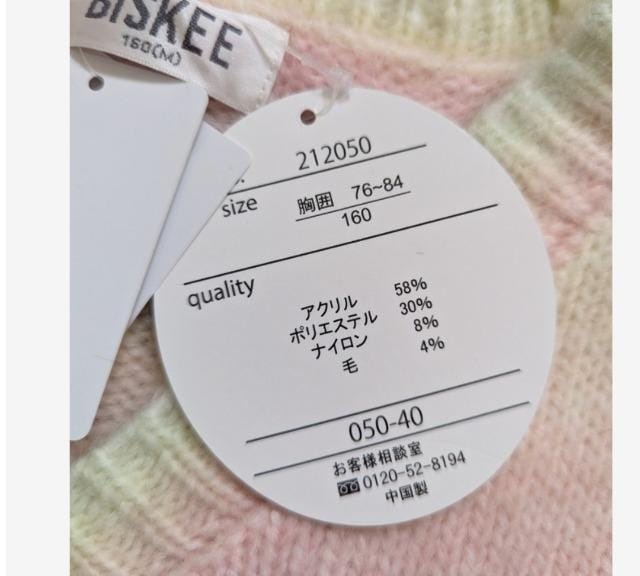 BISKEE
160(M)
212050
size
胸囲 76~84
160
quality
アクリル 58%
ポリエステル 30%
ナイロン 8%
毛 4%
050-40
お客様相談室
0120-52-8194
中国製